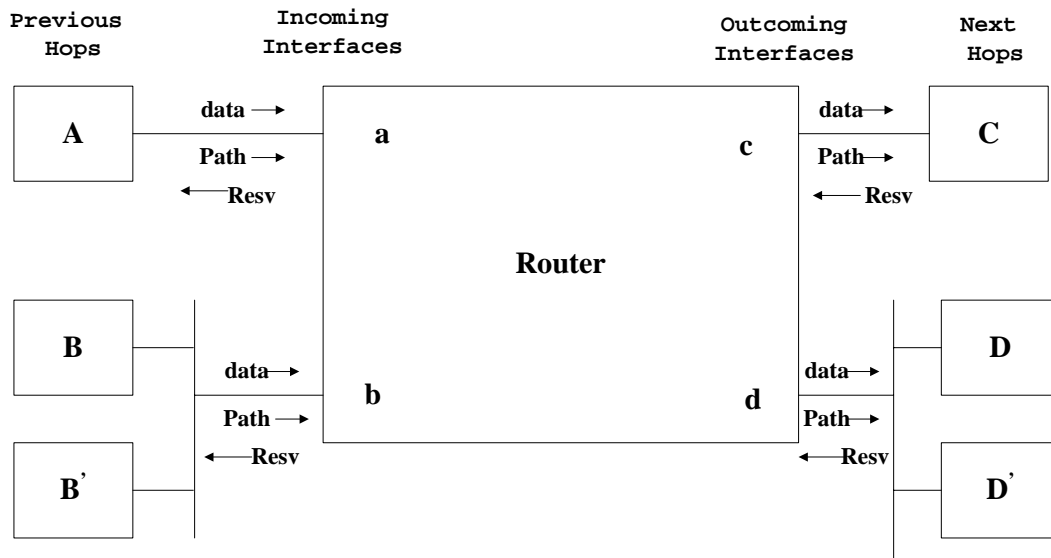 Previous
Hops
Incoming
Interfaces
Outcoming
Interfaces
Next
Hops
A
data
Path
Resv
a
c
data
Path
Resv
C
Router
B
data
Path
Resv
b
d
data
Path
Resv
D
B’
D’